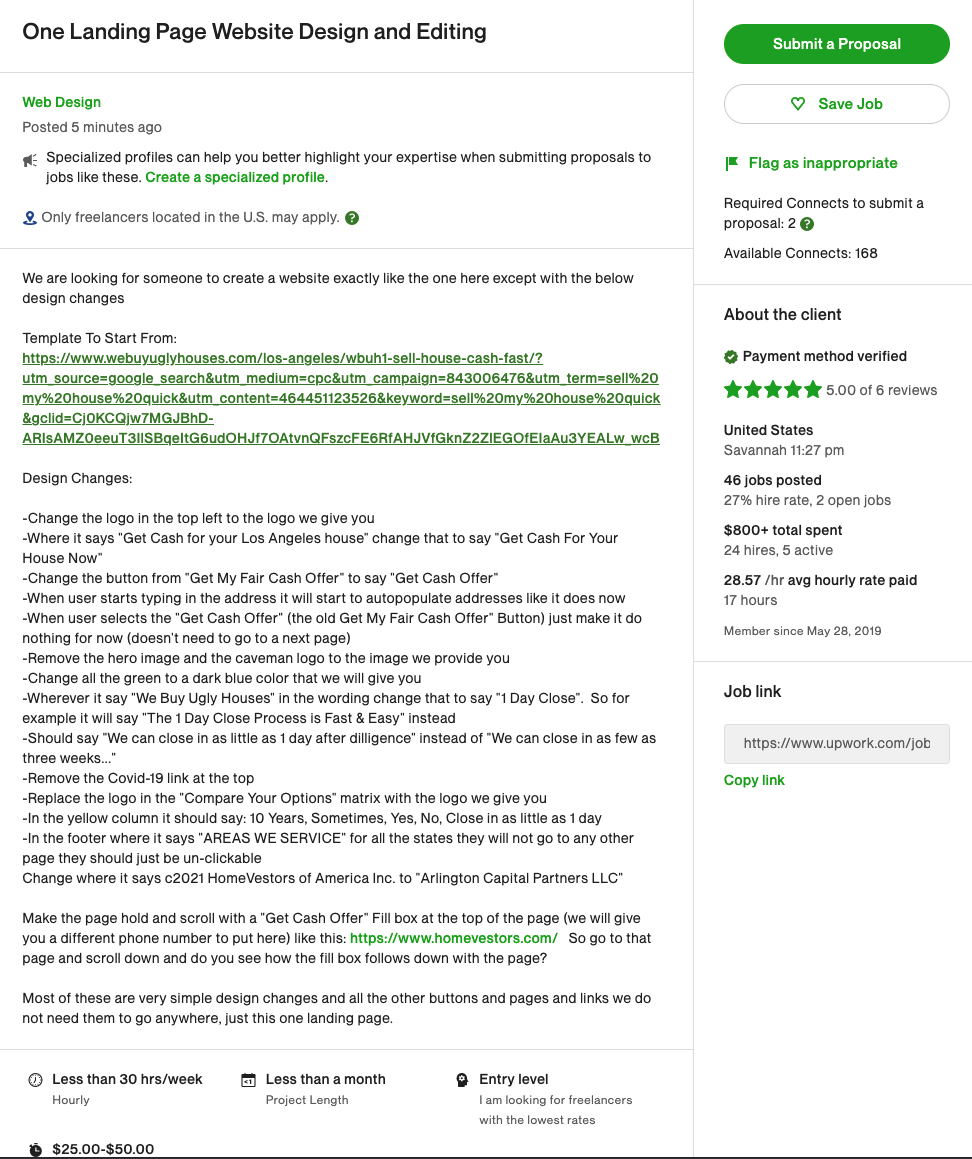 One Landing Page Website Design and Editing
Web Design
Posted 5 minutes ago
Specialized profiles can help you better highlight your expertise when submitting proposals to
jobs like these. Create a specialized profile.
Only freelancers located in the U.S. may apply. ?
We are looking for someone to create a website exactly like the one here except with the below
design changes
Template To Start From:
https://www.webuyuglyhouses.com/los-angeles/wbuh1-sell-house-cash-fast/?
utm_source=google_search&utm_medium=cpc&utm_campaign=843006476&utm_term=sell%20
my%20house%20quick&utm_content=464451123526&keyword=sell%20my%20house%20quick
&gclid=Cj0KCQjw7MGJBhD-
ARIsAMZ0eeuT3IlSBqeItG6udOHJf7OAtvnQFszcFE6RfAHJVfGknZ2ZlEGOfEIaAu3YEALw_wcB
Design Changes:
-Change the logo in the top left to the logo we give you
-Where it says "Get Cash for your Los Angeles house" change that to say "Get Cash For Your
House Now"
-Change the button from "Get My Fair Cash Offer" to say "Get Cash Offer"
-When user starts typing in the address it will start to autopopulate addresses like it does now
-When user selects the "Get Cash Offer" (the old Get My Fair Cash Offer" Button) just make it do
nothing for now (doesn't need to go to a next page)
-Remove the hero image and the caveman logo to the image we provide you
-Change all the green to a dark blue color that we will give you
-Wherever it say "We Buy Ugly Houses" in the wording change that to say "1 Day Close".  So for
example it will say "The 1 Day Close Process is Fast & Easy" instead
-Should say "We can close in as little as 1 day after dilligence" instead of "We can close in as few as
three weeks..."
-Remove the Covid-19 link at the top
-Replace the logo in the "Compare Your Options" matrix with the logo we give you
-In the yellow column it should say: 10 Years, Sometimes, Yes, No, Close in as little as 1 day
-In the footer where it says "AREAS WE SERVICE" for all the states they will not go to any other
page they should just be un-clickable
Change where it says c2021 HomeVestors of America Inc. to "Arlington Capital Partners LLC"
Make the page hold and scroll with a "Get Cash Offer" Fill box at the top of the page (we will give
you a different phone number to put here) like this: https://www.homevestors.com/   So go to that
page and scroll down and do you see how the fill box follows down with the page?
Most of these are very simple design changes and all the other buttons and pages and links we do
not need them to go anywhere, just this one landing page.
Less than 30 hrs/week
Hourly
Less than a month
Project Length
Entry level
I am looking for freelancers
with the lowest rates
$25.00-$50.00
Submit a Proposal
Save Job
Flag as inappropriate
Required Connects to submit a
proposal: 2 ?
Available Connects: 168
About the client
Payment method verified
5.00 of 6 reviews
United States
Savannah 11:27 pm
46 jobs posted
27% hire rate, 2 open jobs
$800+ total spent
24 hires, 5 active
28.57 /hr avg hourly rate paid
17 hours
Member since May 28, 2019
Job link
https://www.upwork.com/job
Copy link